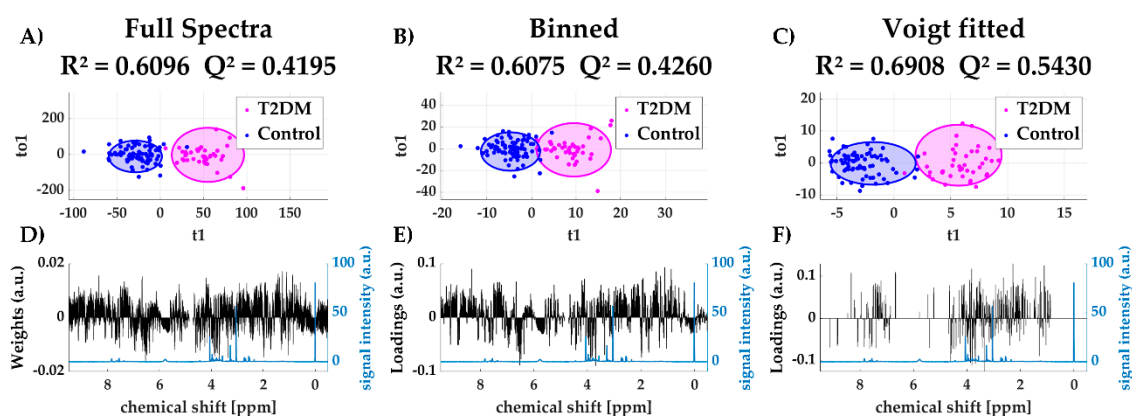 A) Full Spectra
R² = 0.6096 Q² = 0.4195
200
0
-200
to1
T2DM
Control
-100 -50 0 50 100 150
t1
B) Binned
R² = 0.6075 Q² = 0.4260
40
20
0
-20
-40
to1
T2DM
Control
-20 -10 0 10 20 30
t1
C) Voigt fitted
R² = 0.6908 Q² = 0.5430
20
10
0
-10
to1
T2DM
Control
-5 0 5 10 15
t1
D)
0.02
0
-0.02
Weights (a.u.)
100
50
0
signal intensity (a.u.)
8 6 4 2 0
chemical shift [ppm]
E)
0.1
0
-0.1
Loadings (a.u.)
100
50
0
signal intensity (a.u.)
8 6 4 2 0
chemical shift [ppm]
F)
0.1
0
-0.1
Loadings (a.u.)
100
50
0
signal intensity (a.u.)
8 6 4 2 0
chemical shift [ppm]